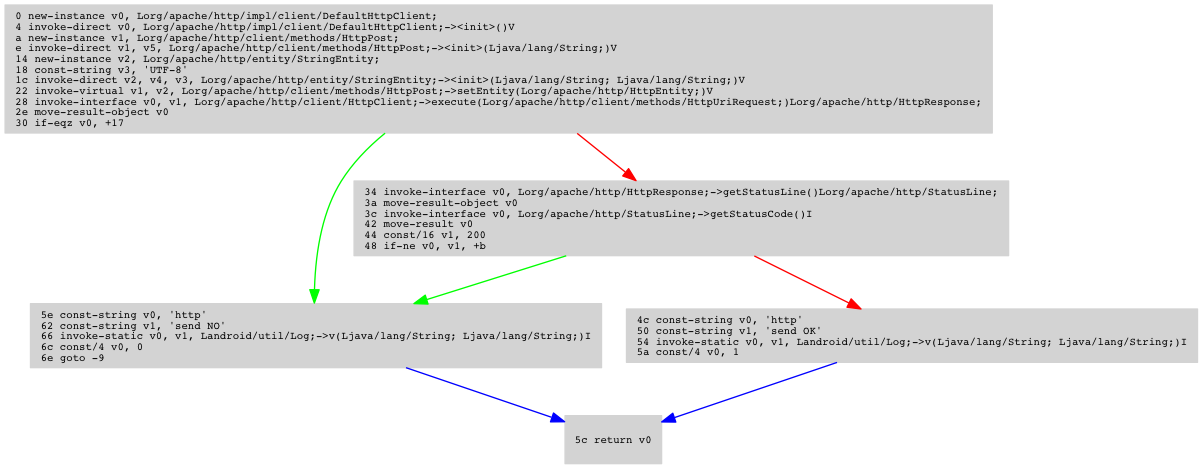 0 new-instance v0, Lorg/apache/http/impl/client/DefaultHttpClient;
4 invoke-direct v0, Lorg/apache/http/impl/client/DefaultHttpClient;-><init>()V
a new-instance v1, Lorg/apache/http/client/methods/HttpPost;
e invoke-direct v1, v5, Lorg/apache/http/client/methods/HttpPost;-><init>(Ljava/lang/String;)V
14 new-instance v2, Lorg/apache/http/entity/StringEntity;
18 const-string v3, 'UTF-8'
1c invoke-direct v2, v4, v3, Lorg/apache/http/entity/StringEntity;-><init>(Ljava/lang/String; Ljava/lang/String;)V
22 invoke-virtual v1, v2, Lorg/apache/http/client/methods/HttpPost;->setEntity(Lorg/apache/http/HttpEntity;)V
28 invoke-interface v0, v1, Lorg/apache/http/client/HttpClient;->execute(Lorg/apache/http/client/methods/HttpUriRequest;)Lorg/apache/http/HttpResponse;
2e move-result-object v0
30 if-eqz v0, +17
34 invoke-interface v0, Lorg/apache/http/HttpResponse;->getStatusLine()Lorg/apache/http/StatusLine;
3a move-result-object v0
3c invoke-interface v0, Lorg/apache/http/StatusLine;->getStatusCode()I
42 move-result v0
44 const/16 v1, 200
48 if-ne v0, v1, +b
5e const-string v0, 'http'
62 const-string v1, 'send NO'
66 invoke-static v0, v1, Landroid/util/Log;->v(Ljava/lang/String; Ljava/lang/String;)I
6c const/4 v0, 0
6e goto -9
4c const-string v0, 'http'
50 const-string v1, 'send OK'
54 invoke-static v0, v1, Landroid/util/Log;->v(Ljava/lang/String; Ljava/lang/String;)I
5a const/4 v0, 1
5c return v0